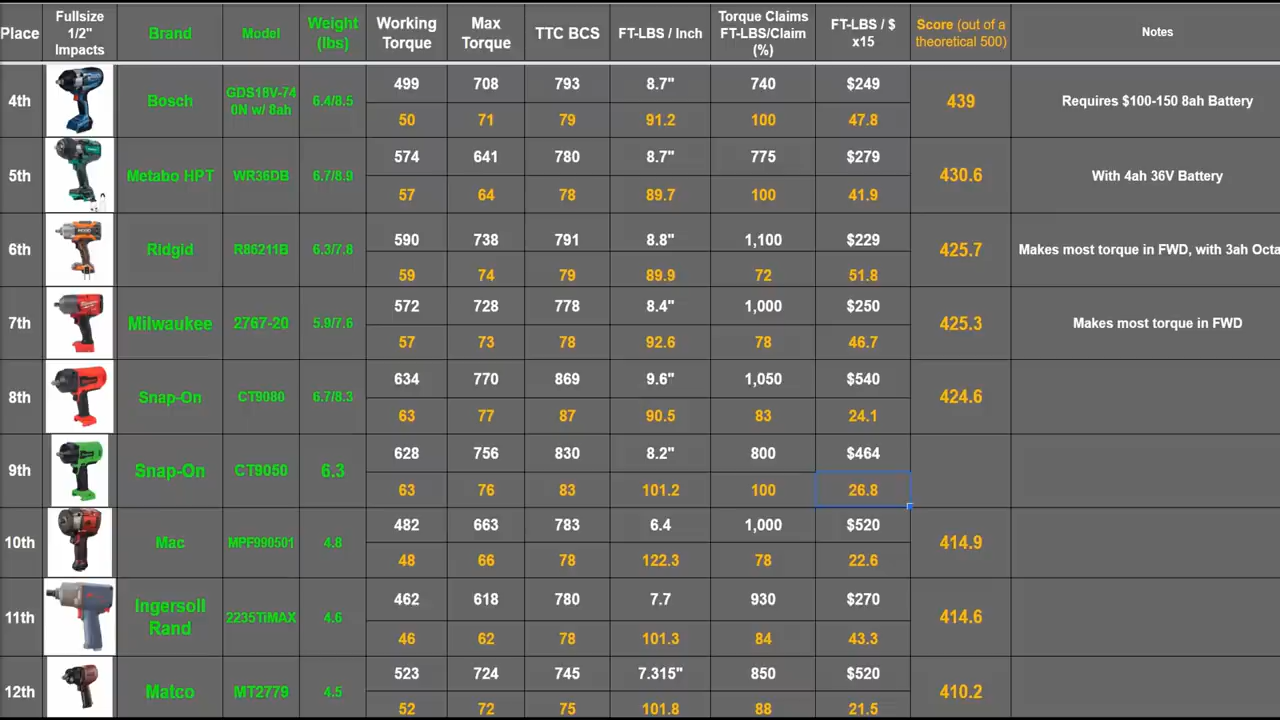 Place Fullsize 1/2" Impacts Brand Model Weight (lbs) Working Torque Max Torque TTC BCS FT-LBS / Inch Torque Claims FT-LBS/Claim (%) FT-LBS / $ x15 Score (out of a theoretical 500) Notes
4th Bosch GDS18V-740N w/ 8ah 6.4/8.5 499 708 793 8.7" 740 $249 439 Requires $100-150 8ah Battery
50 71 79 91.2 100 47.8
5th Metabo HPT WR36DB 6.7/8.9 574 641 780 8.7" 775 $279 430.6 With 4ah 36V Battery
57 64 78 89.7 100 41.9
6th Ridgid R86211B 6.3/7.8 590 738 791 8.8" 1,100 $229 425.7 Makes most torque in FWD, with 3ah Octa
59 74 79 89.9 72 51.8
7th Milwaukee 2767-20 5.9/7.6 572 728 778 8.4" 1,000 $250 425.3 Makes most torque in FWD
57 73 78 92.6 78 46.7
8th Snap-On CT9080 6.7/8.3 634 770 869 9.6" 1,050 $540 424.6
63 77 87 90.5 83 24.1
9th Snap-On CT9050 6.3 628 756 830 8.2" 800 $464
63 76 83 101.2 100 26.8
10th Mac MPF990501 4.8 482 663 783 6.4 1,000 $520 414.9
48 66 78 122.3 78 22.6
11th Ingersoll Rand 2235TiMAX 4.6 462 618 780 7.7 930 $270 414.6
46 62 78 101.3 84 43.3
12th Matco MT2779 4.5 523 724 745 7.315" 850 $520 410.2
52 72 75 101.8 88 21.5